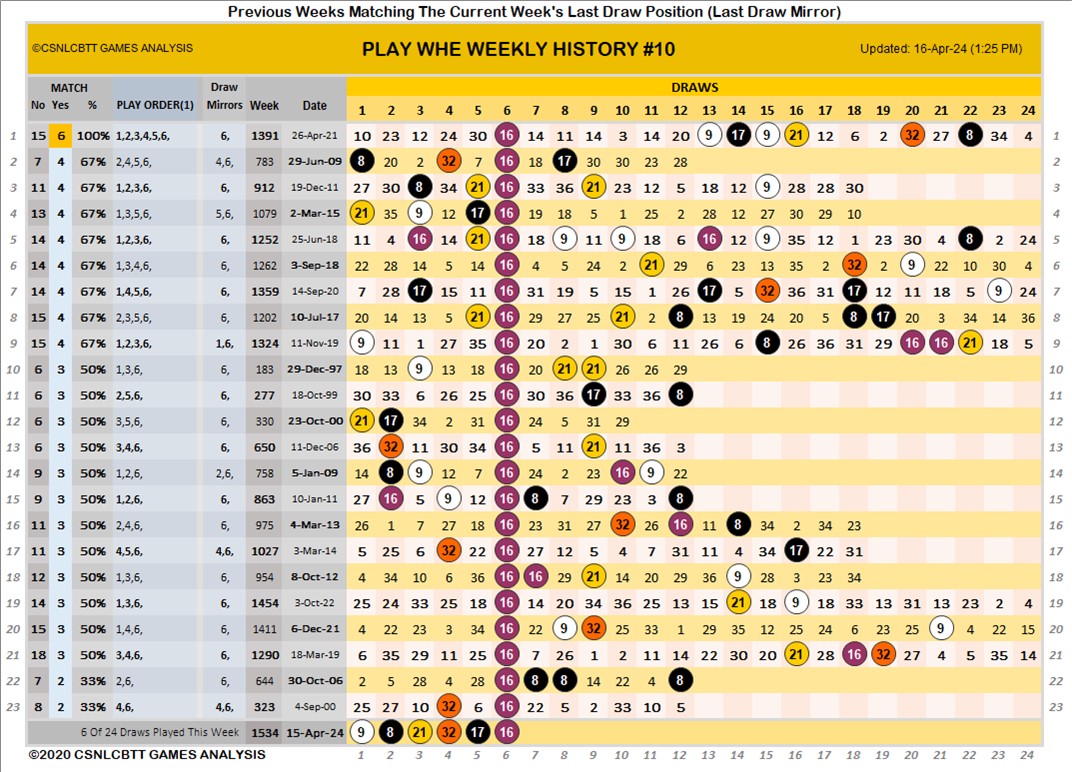 Previous Weeks Matching The Current Week's Last Draw Position (Last Draw Mirror)
©CSNLCBTT GAMES ANALYSIS PLAY WHE WEEKLY HISTORY #10 Updated: 16-Apr-24 (1:25 PM)
MATCH Draw DRAWS
No Yes % PLAY ORDER(1) Mirrors Week Date 1 2 3 4 5 6 7 8 9 10 11 12 13 14 15 16 17 18 19 20 21 22 23 24
1 15 6 100% 1,2,3,4,5,6, 6, 1391 26-Apr-21 10 23 12 24 30 16 14 11 14 3 14 20 9 17 9 21 12 6 2 32 27 8 34 4 1
2 7 4 67% 2,4,5,6, 4,6, 783 29-Jun-09 8 20 2 32 7 16 18 17 30 30 23 28 2
3 11 4 67% 1,2,3,6, 6, 912 19-Dec-11 27 30 8 34 21 16 33 36 21 23 12 5 18 12 9 28 28 30 3
4 13 4 67% 1,3,5,6, 5,6, 1079 2-Mar-15 21 35 9 12 17 16 19 18 5 1 25 2 28 12 27 30 29 10 4
5 14 4 67% 1,2,3,6, 6, 1252 25-Jun-18 11 4 16 14 21 16 18 9 11 9 18 6 16 12 9 35 12 1 23 30 4 8 2 24 5
6 14 4 67% 1,3,4,6, 6, 1262 3-Sep-18 22 28 14 5 14 16 4 5 24 2 21 29 6 23 13 35 2 32 2 9 22 10 30 4 6
7 14 4 67% 1,4,5,6, 6, 1359 14-Sep-20 7 28 17 15 11 16 31 19 5 15 1 26 17 5 32 36 31 17 12 11 18 5 9 24 7
8 15 4 67% 2,3,5,6, 6, 1202 10-Jul-17 20 14 13 5 21 16 29 27 25 21 2 8 13 19 24 20 5 8 17 20 3 34 14 36 8
9 15 4 67% 1,2,3,6, 1,6, 1324 11-Nov-19 9 11 1 27 35 16 20 2 1 30 6 11 26 6 8 26 36 31 29 16 16 21 18 5 9
10 6 3 50% 1,3,6, 6, 183 29-Dec-97 18 13 9 13 18 16 20 21 21 26 26 29 10
11 6 3 50% 2,5,6, 6, 277 18-Oct-99 30 33 6 26 25 16 30 36 17 33 36 8 11
12 6 3 50% 3,5,6, 6, 330 23-Oct-00 21 17 34 2 31 16 24 5 31 29 12
13 6 3 50% 3,4,6, 6, 650 11-Dec-06 36 32 11 30 34 16 5 11 21 11 36 3 13
14 9 3 50% 1,2,6, 2,6, 758 5-Jan-09 14 8 9 12 7 16 24 2 23 16 9 22 14
15 9 3 50% 1,2,6, 6, 863 10-Jan-11 27 16 5 9 12 16 8 7 29 23 3 8 15
16 11 3 50% 2,4,6, 6, 975 4-Mar-13 26 1 7 27 18 16 23 31 27 32 26 16 11 8 34 2 34 23 16
17 11 3 50% 4,5,6, 4,6, 1027 3-Mar-14 5 25 6 32 22 16 27 12 5 4 7 31 11 4 34 17 22 31 17
18 12 3 50% 1,3,6, 6, 954 8-Oct-12 4 34 10 6 36 16 16 29 21 14 20 29 36 9 28 3 23 34 18
19 14 3 50% 1,3,6, 6, 1454 3-Oct-22 25 24 33 25 18 16 14 20 34 36 25 13 15 21 18 9 18 33 13 31 13 23 2 4 19
20 15 3 50% 1,4,6, 6, 1411 6-Dec-21 4 22 23 3 34 16 22 9 32 25 33 1 29 35 12 25 24 6 23 25 9 4 22 15 20
21 18 3 50% 3,4,6, 6, 1290 18-Mar-19 6 35 29 11 25 16 7 26 1 2 11 14 22 30 20 21 28 16 32 27 4 5 35 14 21
22 7 2 33% 2,6, 6, 644 30-Oct-06 2 5 28 4 28 16 8 8 14 22 4 8 22
23 8 2 33% 4,6, 4,6, 323 4-Sep-00 25 27 10 32 6 16 22 5 2 33 10 5 23
6 Of 24 Draws Played This Week 1534 15-Apr-24 9 8 21 32 17 16
©2020 CSNLCBTT GAMES ANALYSIS 1 2 3 4 5 6 7 8 9 10 11 12 13 14 15 16 17 18 19 20 21 22 23 24